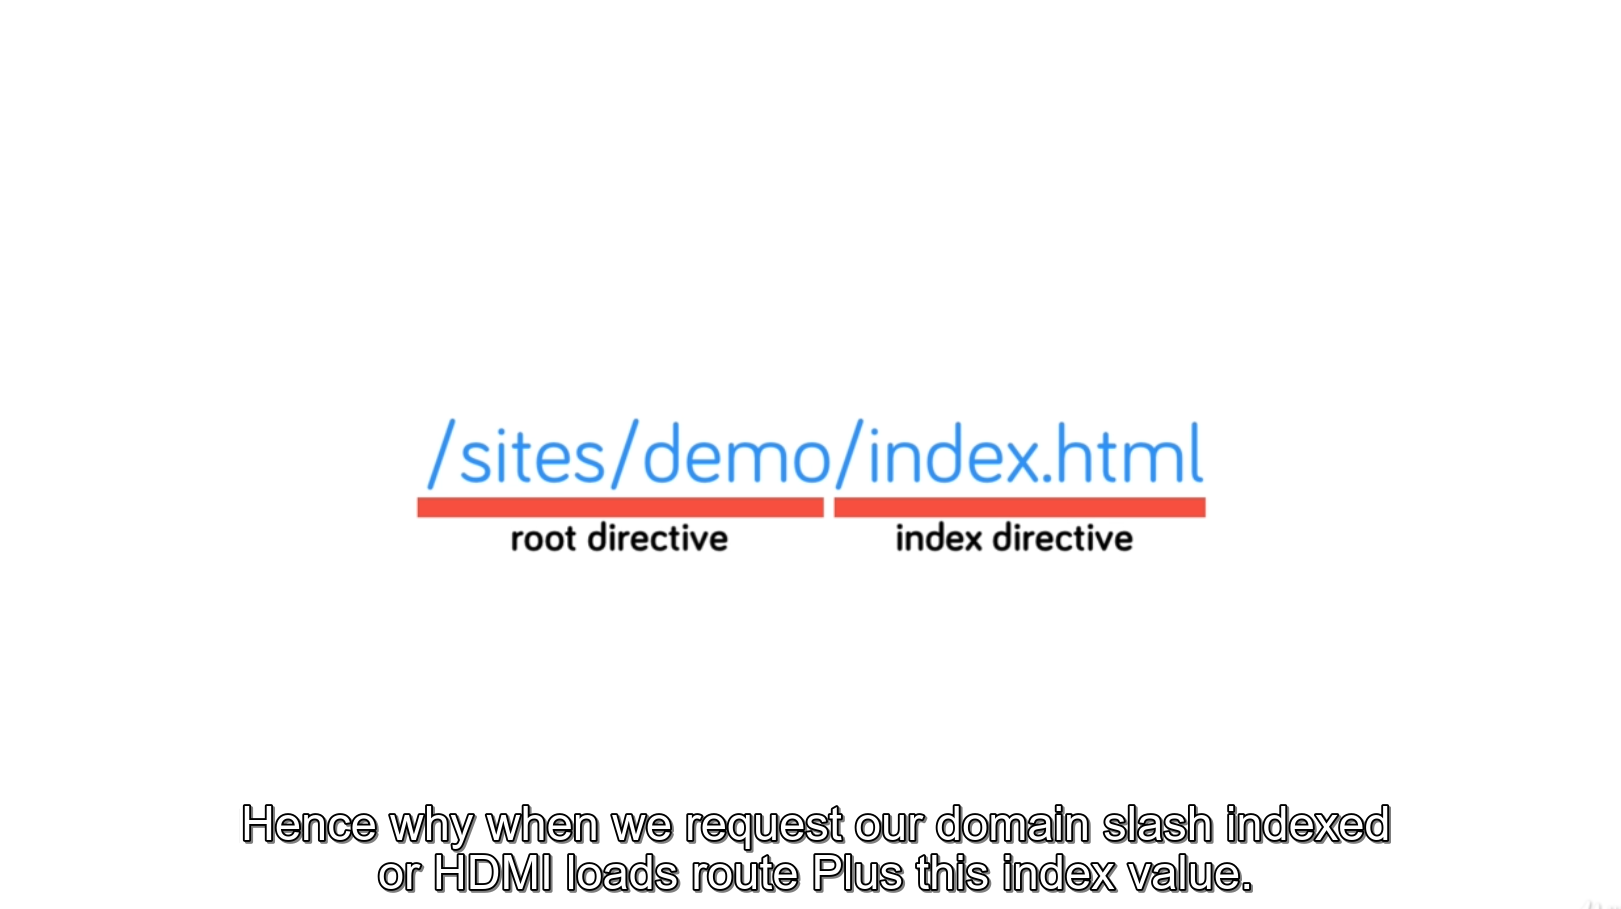 /sites/demo/index.html
root directive index directive
Hence why when we request our domain slash indexed
or HDMI loads route Plus this index value.